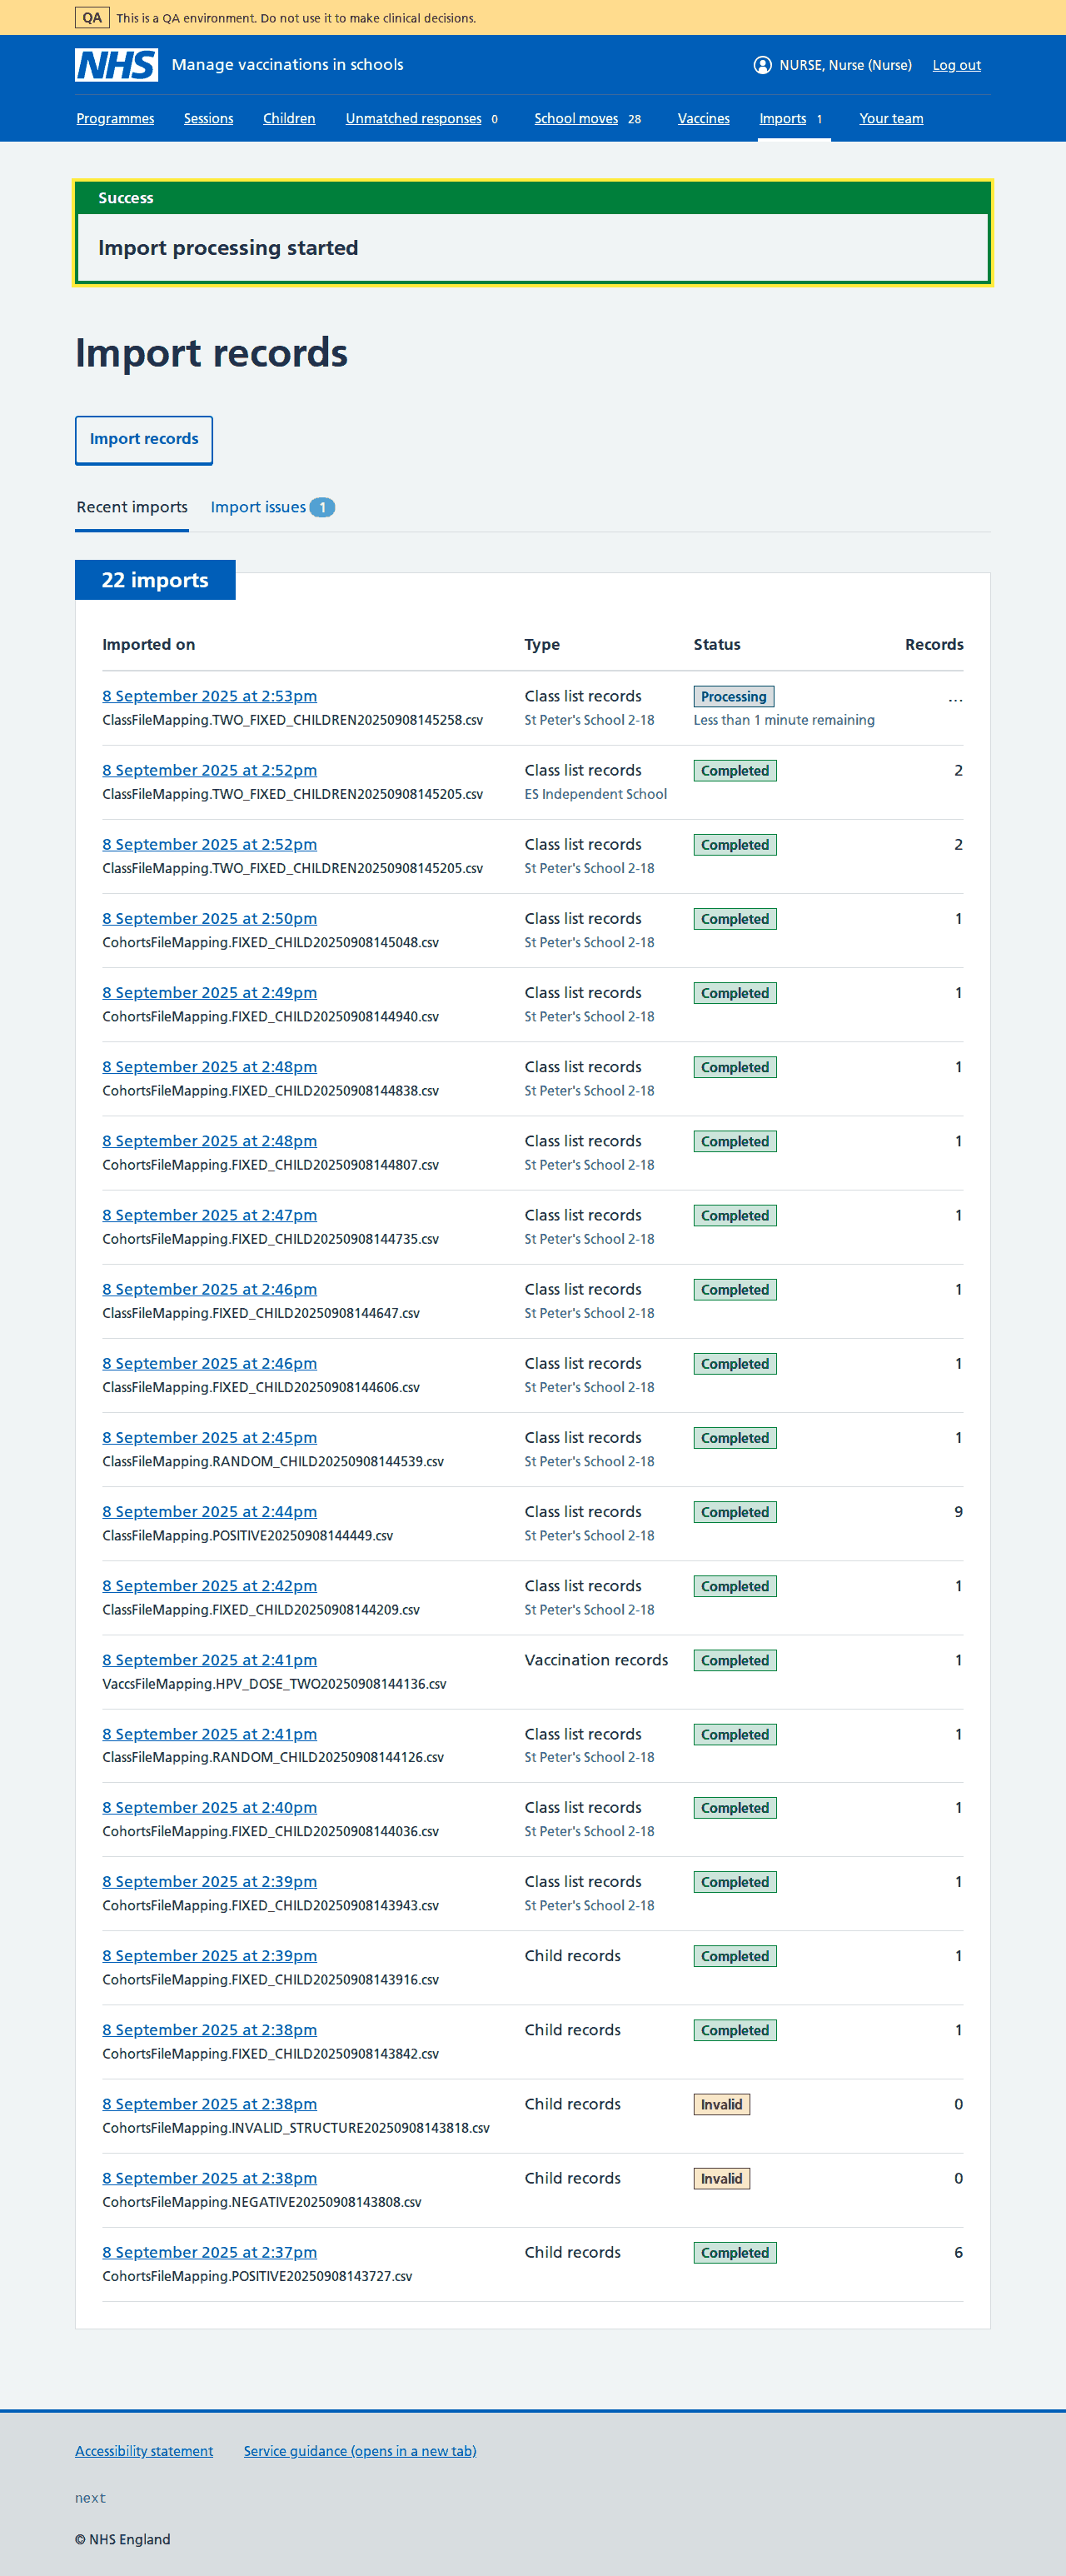 QA This is a QA environment. Do not use it to make clinical decisions.
NHS Manage vaccinations in schools NURSE, Nurse (Nurse) Log out
Programmes Sessions Children Unmatched responses 0 School moves 28 Vaccines Imports 1 Your team
Success
Import processing started
Import records
Import records
Recent imports Import issues 1
22 imports
Imported on Type Status Records
8 September 2025 at 2:53pm Class list records Processing ...
ClassFileMapping.TWO_FIXED_CHILDREN20250908145258.csv St Peter's School 2-18 Less than 1 minute remaining
8 September 2025 at 2:52pm Class list records Completed 2
ClassFileMapping.TWO_FIXED_CHILDREN20250908145205.csv ES Independent School
8 September 2025 at 2:52pm Class list records Completed 2
ClassFileMapping.TWO_FIXED_CHILDREN20250908145205.csv St Peter's School 2-18
8 September 2025 at 2:50pm Class list records Completed 1
CohortsFileMapping.FIXED_CHILD20250908145048.csv St Peter's School 2-18
8 September 2025 at 2:49pm Class list records Completed 1
CohortsFileMapping.FIXED_CHILD20250908144940.csv St Peter's School 2-18
8 September 2025 at 2:48pm Class list records Completed 1
CohortsFileMapping.FIXED_CHILD20250908144838.csv St Peter's School 2-18
8 September 2025 at 2:48pm Class list records Completed 1
CohortsFileMapping.FIXED_CHILD20250908144807.csv St Peter's School 2-18
8 September 2025 at 2:47pm Class list records Completed 1
CohortsFileMapping.FIXED_CHILD20250908144735.csv St Peter's School 2-18
8 September 2025 at 2:46pm Class list records Completed 1
ClassFileMapping.FIXED_CHILD20250908144647.csv St Peter's School 2-18
8 September 2025 at 2:46pm Class list records Completed 1
ClassFileMapping.FIXED_CHILD20250908144606.csv St Peter's School 2-18
8 September 2025 at 2:45pm Class list records Completed 1
ClassFileMapping.RANDOM_CHILD20250908144539.csv St Peter's School 2-18
8 September 2025 at 2:44pm Class list records Completed 9
ClassFileMapping.POSITIVE20250908144449.csv St Peter's School 2-18
8 September 2025 at 2:42pm Class list records Completed 1
ClassFileMapping.FIXED_CHILD20250908144209.csv St Peter's School 2-18
8 September 2025 at 2:41pm Vaccination records Completed 1
VaccsFileMapping.HPV_DOSE_TWO20250908144136.csv
8 September 2025 at 2:41pm Class list records Completed 1
ClassFileMapping.RANDOM_CHILD20250908144126.csv St Peter's School 2-18
8 September 2025 at 2:40pm Class list records Completed 1
CohortsFileMapping.FIXED_CHILD20250908144036.csv St Peter's School 2-18
8 September 2025 at 2:39pm Class list records Completed 1
CohortsFileMapping.FIXED_CHILD20250908143943.csv St Peter's School 2-18
8 September 2025 at 2:39pm Child records Completed 1
CohortsFileMapping.FIXED_CHILD20250908143916.csv
8 September 2025 at 2:38pm Child records Completed 1
CohortsFileMapping.FIXED_CHILD20250908143842.csv
8 September 2025 at 2:38pm Child records Invalid 0
CohortsFileMapping.INVALID_STRUCTURE20250908143818.csv
8 September 2025 at 2:38pm Child records Invalid 0
CohortsFileMapping.NEGATIVE20250908143808.csv
8 September 2025 at 2:37pm Child records Completed 6
CohortsFileMapping.POSITIVE20250908143727.csv
Accessibility statement Service guidance (opens in a new tab)
next
© NHS England